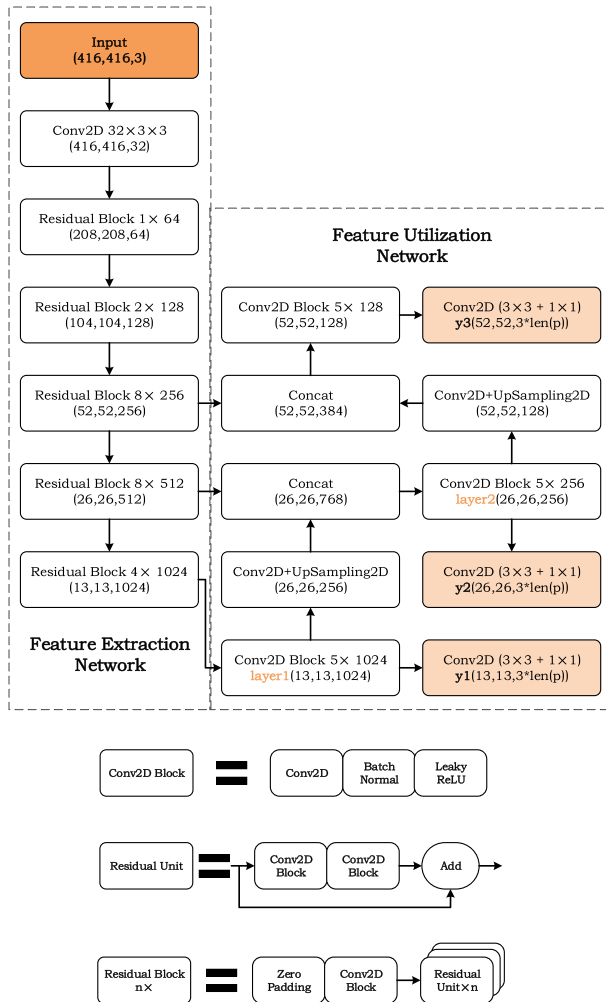 Input
(416,416,3)
Conv2D 32×3×3
(416,416,32)
Residual Block 1× 64
(208,208,64)
Residual Block 2× 128
(104,104,128)
Residual Block 8× 256
(52,52,256)
Residual Block 8× 512
(26,26,512)
Residual Block 4× 1024
(13,13,1024)
Feature Extraction
Network
Feature Utilization
Network
Conv2D Block 5× 128
(52,52,128)
Conv2D (3×3 + 1×1)
y3(52,52,3*len(p))
Concat
(52,52,384)
Conv2D+UpSampling2D
(52,52,128)
Concat
(26,26,768)
Conv2D Block 5× 256
layer2(26,26,256)
Conv2D+UpSampling2D
(26,26,256)
Conv2D (3×3 + 1×1)
y2(26,26,3*len(p))
Conv2D Block 5× 1024
layer1(13,13,1024)
Conv2D (3×3 + 1×1)
y1(13,13,3*len(p))
Conv2D Block
Conv2D
Batch
Normal
Leaky
ReLU
Residual Unit
Conv2D
Block
Conv2D
Block
Add
Residual Block
n×
Zero
Padding
Conv2D
Block
Residual
Unit×n